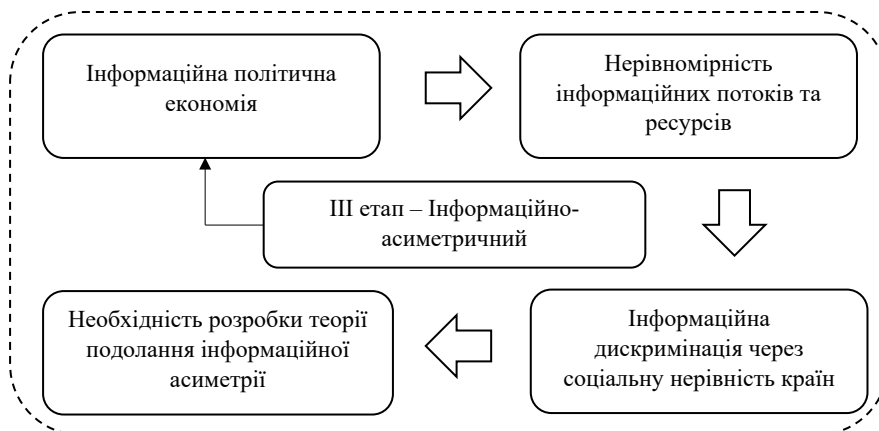 Інформаційна політична
економія
Нерівномірність
інформаційних потоків та
ресурсів
ІІІ етап – Інформаційно-
асиметричний
Необхідність розробки теорії
подолання інформаційної
асиметрії
Інформаційна
дискримінація через
соціальну нерівність країн